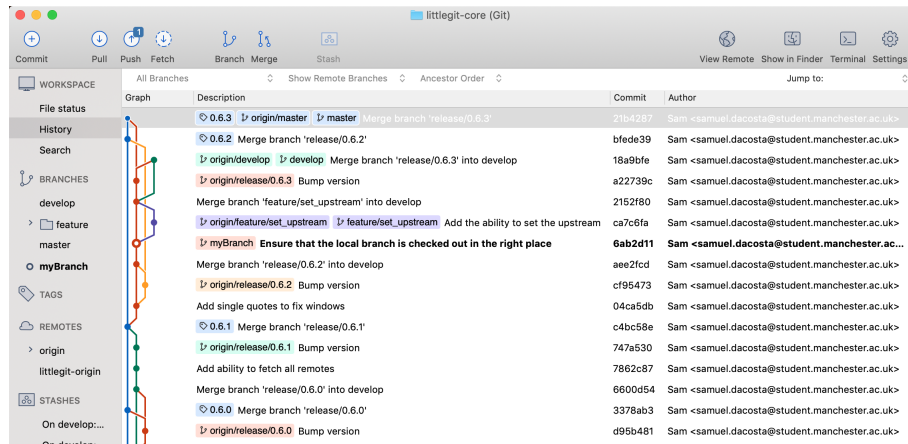 littlegit-core (Git)
1
Commit Pull Push Fetch Branch Merge Stash View Remote Show in Finder Terminal Settings
WORKSPACE
File status
History
Search
BRANCHES
develop
feature
master
myBranch
TAGS
REMOTES
origin
littlegit-origin
STASHES
On develop:...
All Branches Show Remote Branches Ancestor Order Jump to:
Graph Description Commit Author
0.6.3 origin/master master Merge branch 'release/0.6.3' 21b4287 Sam <samuel.dacosta@student.manchester.ac.uk>
0.6.2 Merge branch 'release/0.6.2' bfede39 Sam <samuel.dacosta@student.manchester.ac.uk>
origin/develop develop Merge branch 'release/0.6.3' into develop 18a9bfe Sam <samuel.dacosta@student.manchester.ac.uk>
origin/release/0.6.3 Bump version a22739c Sam <samuel.dacosta@student.manchester.ac.uk>
Merge branch 'feature/set_upstream' into develop 2152f80 Sam <samuel.dacosta@student.manchester.ac.uk>
origin/feature/set_upstream feature/set_upstream Add the ability to set the upstream ca7c6fa Sam <samuel.dacosta@student.manchester.ac.uk>
myBranch Ensure that the local branch is checked out in the right place 6ab2d11 Sam <samuel.dacosta@student.manchester.ac...
Merge branch 'release/0.6.2' into develop aee2fcd Sam <samuel.dacosta@student.manchester.ac.uk>
origin/release/0.6.2 Bump version cf95473 Sam <samuel.dacosta@student.manchester.ac.uk>
Add single quotes to fix windows 04ca5db Sam <samuel.dacosta@student.manchester.ac.uk>
0.6.1 Merge branch 'release/0.6.1' c4bc58e Sam <samuel.dacosta@student.manchester.ac.uk>
origin/release/0.6.1 Bump version 747a530 Sam <samuel.dacosta@student.manchester.ac.uk>
Add ability to fetch all remotes 7862c87 Sam <samuel.dacosta@student.manchester.ac.uk>
Merge branch 'release/0.6.0' into develop 6600d54 Sam <samuel.dacosta@student.manchester.ac.uk>
0.6.0 Merge branch 'release/0.6.0' 3378ab3 Sam <samuel.dacosta@student.manchester.ac.uk>
origin/release/0.6.0 Bump version d95b481 Sam <samuel.dacosta@student.manchester.ac.uk>